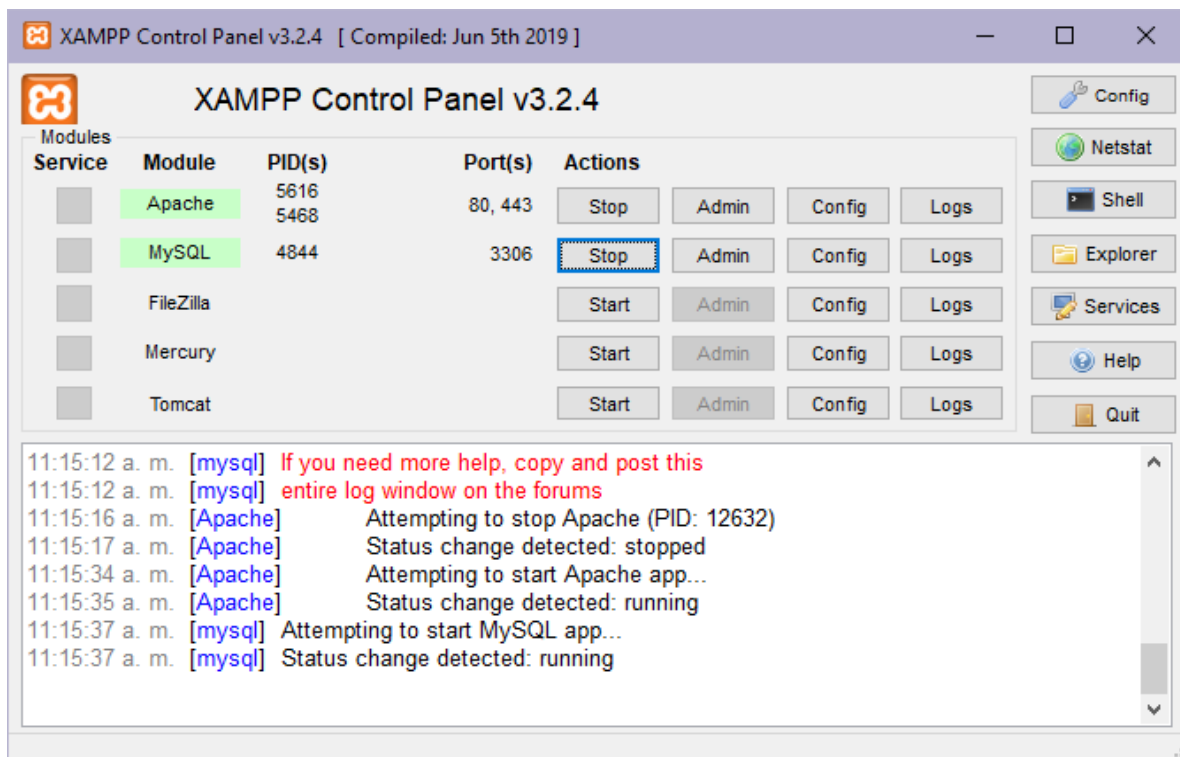 XAMPP Control Panel v3.2.4 [ Compiled: Jun 5th 2019 ]
XAMPP Control Panel v3.2.4
Config
Netstat
Shell
Explorer
Services
Help
Quit
Modules
Service Module PID(s) Port(s) Actions
Apache 5616 5468 80, 443 Stop Admin Config Logs
MySQL 4844 3306 Stop Admin Config Logs
FileZilla Start Admin Config Logs
Mercury Start Admin Config Logs
Tomcat Start Admin Config Logs
11:15:12 a. m. [mysql] If you need more help, copy and post this
11:15:12 a. m. [mysql] entire log window on the forums
11:15:16 a. m. [Apache] Attempting to stop Apache (PID: 12632)
11:15:17 a. m. [Apache] Status change detected: stopped
11:15:34 a. m. [Apache] Attempting to start Apache app...
11:15:35 a. m. [Apache] Status change detected: running
11:15:37 a. m. [mysql] Attempting to start MySQL app...
11:15:37 a. m. [mysql] Status change detected: running